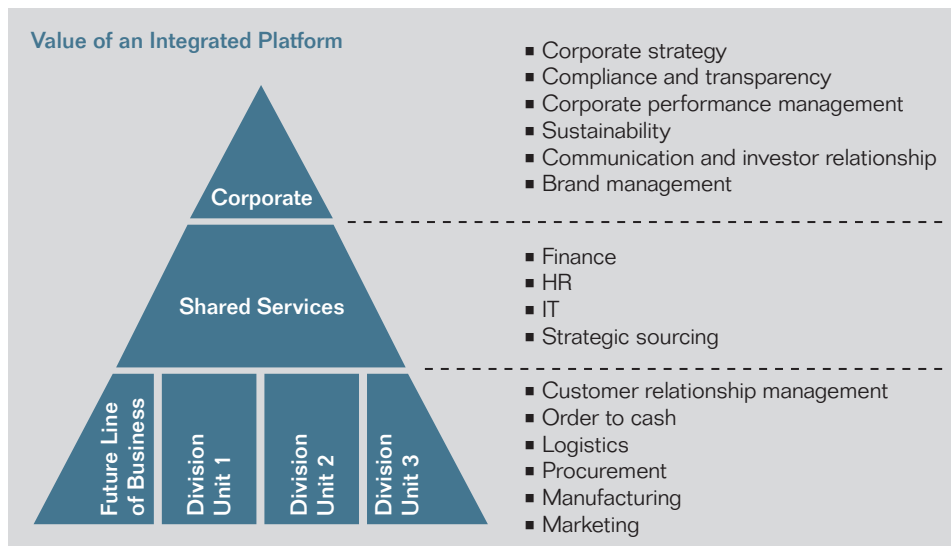 Value of an Integrated Platform
Corporate
Shared Services
Future Line
of Business
Division
Unit 1
Division
Unit 2
Division
Unit 3
▪ Corporate strategy
▪ Compliance and transparency
▪ Corporate performance management
▪ Sustainability
▪ Communication and investor relationship
▪ Brand management
▪ Finance
▪ HR
▪ IT
▪ Strategic sourcing
▪ Customer relationship management
▪ Order to cash
▪ Logistics
▪ Procurement
▪ Manufacturing
▪ Marketing